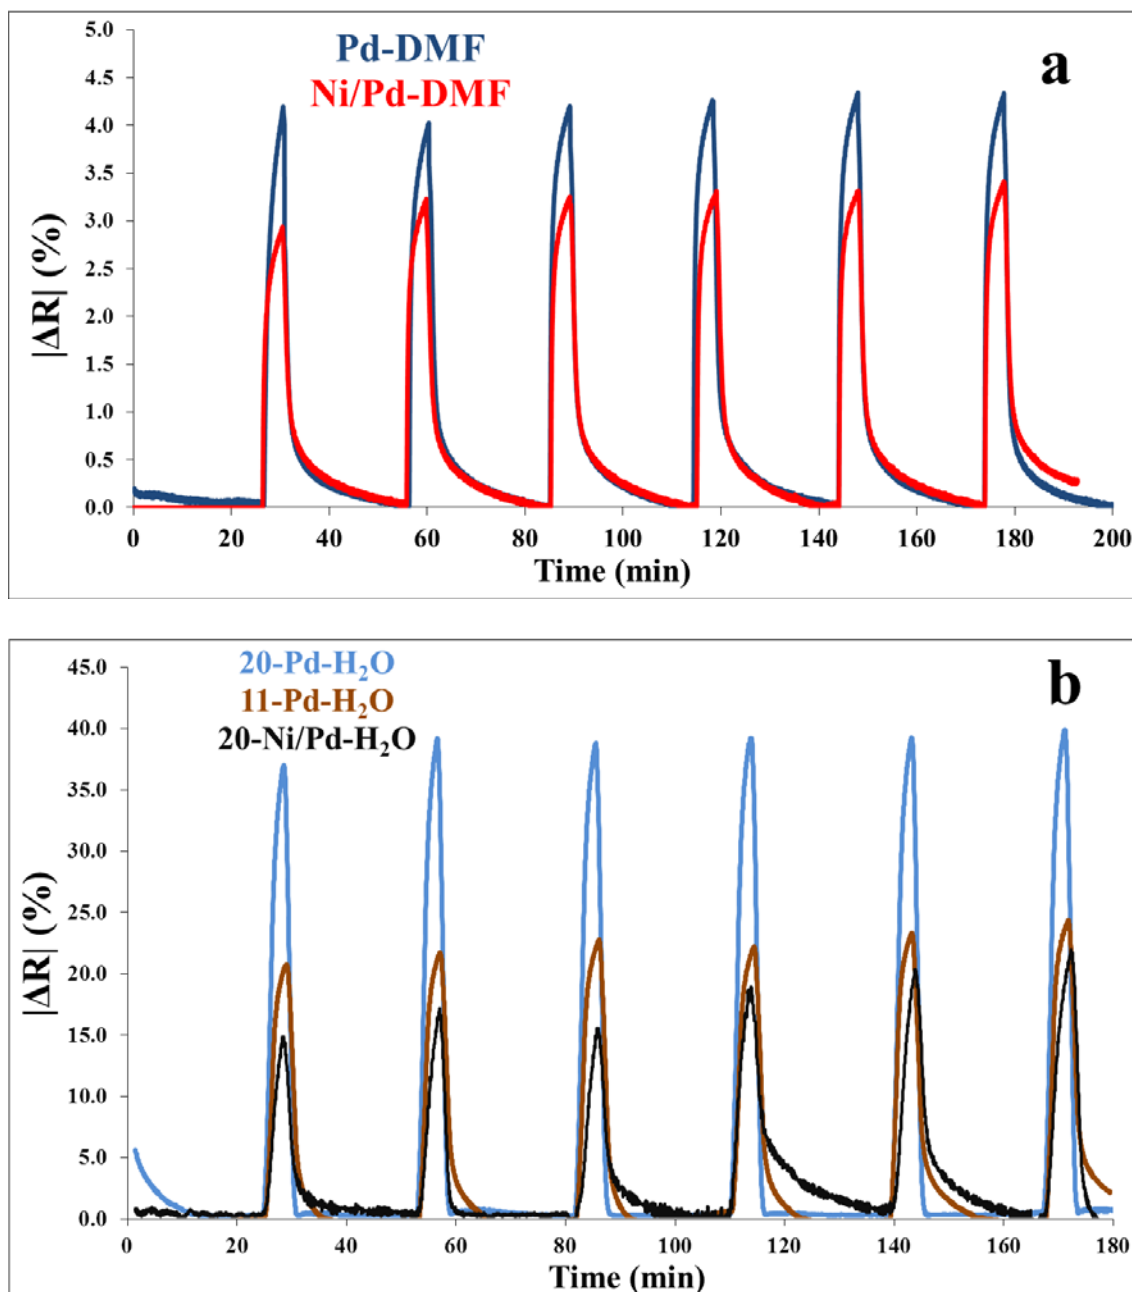 5.0
4.5
4.0
3.5
3.0
2.5
2.0
1.5
1.0
0.5
0.0
|ΔR| (%)
Pd-DMF
Ni/Pd-DMF
a
0 20 40 60 80 100 120 140 160 180 200
Time (min)
45.0
40.0
35.0
30.0
25.0
20.0
15.0
10.0
5.0
0.0
|ΔR| (%)
20-Pd-H₂O
11-Pd-H₂O
20-Ni/Pd-H₂O
b
0 20 40 60 80 100 120 140 160 180
Time (min)